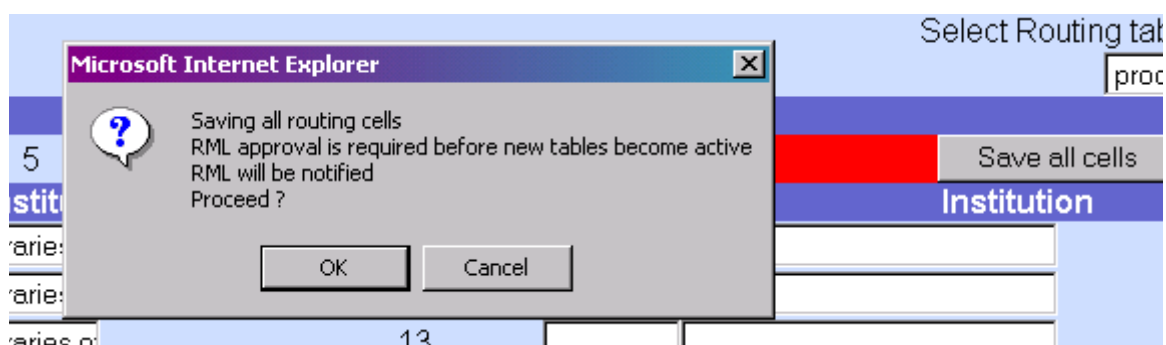 Select Routing tab
Microsoft Internet Explorer
proc
Saving all routing cells
RML approval is required before new tables become active
RML will be notified
Proceed ?
5
Save all cells
Institution
OK
Cancel
13